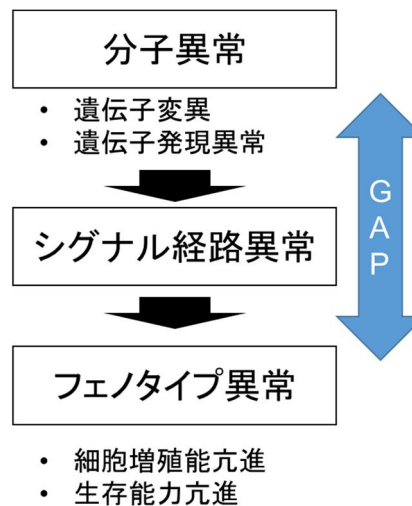 分子異常
• 遺伝子変異
• 遺伝子発現異常
シグナル経路異常
GAP
フェノタイプ異常
• 細胞増殖能亢進
• 生存能力亢進